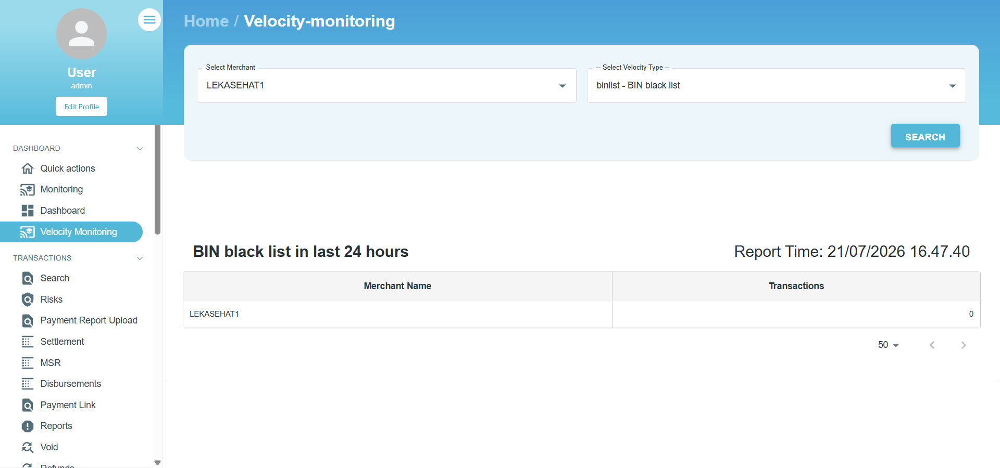 User
admin
Edit Profile
DASHBOARD
Quick actions
Monitoring
Dashboard
Velocity Monitoring
TRANSACTIONS
Search
Risks
Payment Report Upload
Settlement
MSR
Disbursements
Payment Link
Reports
Void
Refunds
Home / Velocity-monitoring
Select Merchant
LEKASEHAT1
-- Select Velocity Type --
binlist - BIN black list
SEARCH
BIN black list in last 24 hours
Report Time: 21/07/2026 16.47.40
Merchant Name Transactions
LEKASEHAT1 0
50